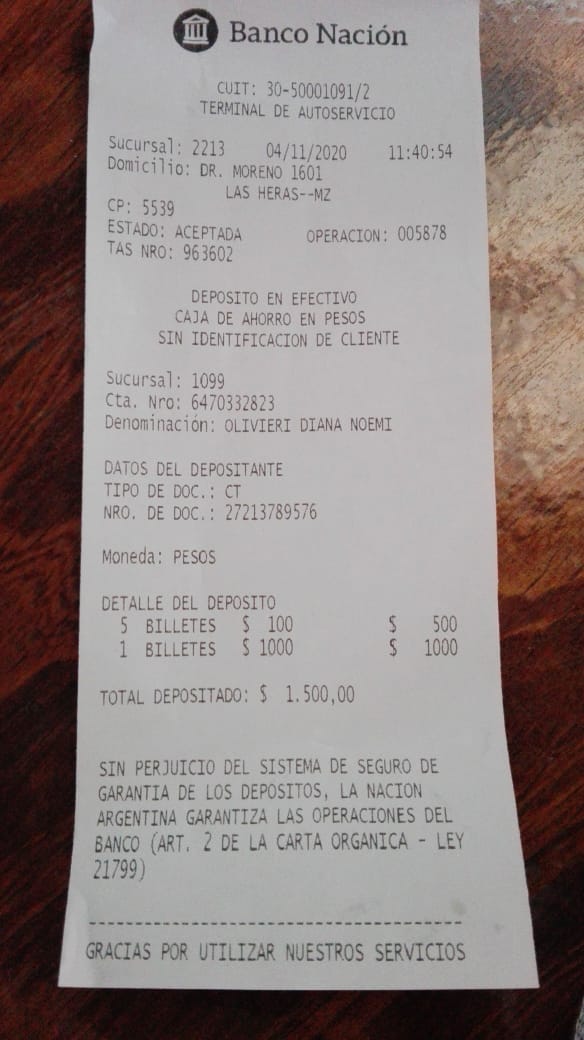 Banco Nación
CUIT: 30-50001091/2
TERMINAL DE AUTOSERVICIO
Sucursal: 2213 04/11/2020 11:40:54
Domicilio: DR. MORENO 1601
LAS HERAS--MZ
CP: 5539
ESTADO: ACEPTADA OPERACION: 005878
TAS NRO: 963602
DEPOSITO EN EFECTIVO
CAJA DE AHORRO EN PESOS
SIN IDENTIFICACION DE CLIENTE
Sucursal: 1099
Cta. Nro: 6470332823
Denominación: OLIVIERI DIANA NOEMI
DATOS DEL DEPOSITANTE
TIPO DE DOC.: CT
NRO. DE DOC.: 27213789576
Moneda: PESOS
DETALLE DEL DEPOSITO
5 BILLETES $ 100 $ 500
1 BILLETES $ 1000 $ 1000
TOTAL DEPOSITADO: $ 1.500,00
SIN PERJUICIO DEL SISTEMA DE SEGURO DE
GARANTIA DE LOS DEPOSITOS, LA NACION
ARGENTINA GARANTIZA LAS OPERACIONES DEL
BANCO (ART. 2 DE LA CARTA ORGANICA - LEY
21799)
----------------------------------------
GRACIAS POR UTILIZAR NUESTROS SERVICIOS